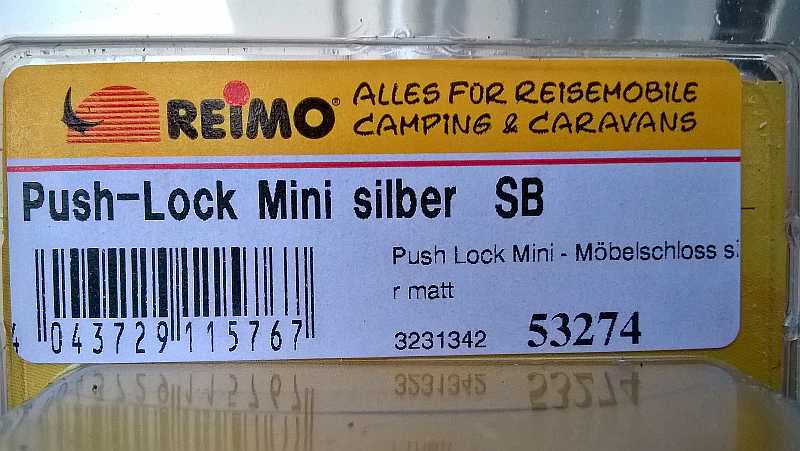 REIMO® ALLES FÜR REISEMOBILE
CAMPING & CARAVANS
Push-Lock Mini silber SB
Push Lock Mini - Möbelschloss si
r matt
4 043729 115767
3231342 53274